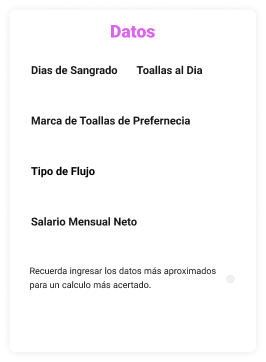 Datos
Dias de Sangrado Toallas al Dia
Marca de Toallas de Prefernecia
Tipo de Flujo
Salario Mensual Neto
Recuerda ingresar los datos más aproximados
para un calculo más acertado.